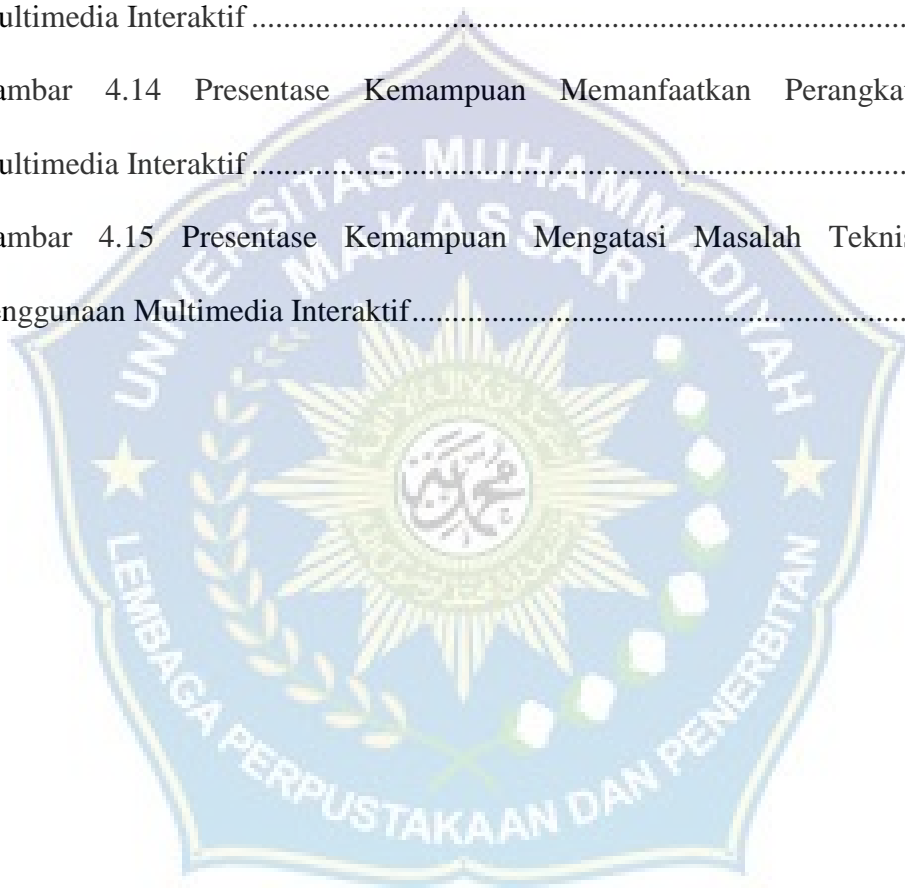 ultimedia Interaktif ........................................................................................
ambar 4.14 Presentase Kemampuan Memanfaatkan Perangka
ultimedia Interaktif ........................................................................................
ambar 4.15 Presentase Kemampuan Mengatasi Masalah Teknis
enggunaan Multimedia Interaktif ...............................................................
UNIVERSITAS MUHAMMADIYAH
MAKASSAR
LEMBAGA PERPUSTAKAAN DAN PENERBITAN